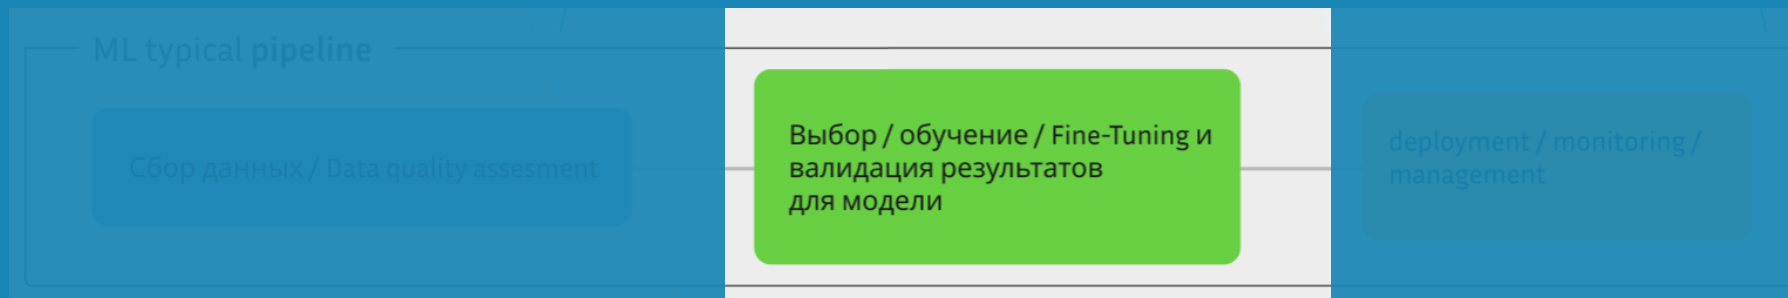 ML typical pipeline
Сбор данных / Data quality assesment
Выбор / обучение / Fine-Tuning и
валидация результатов
для модели
deployment / monitoring /
management